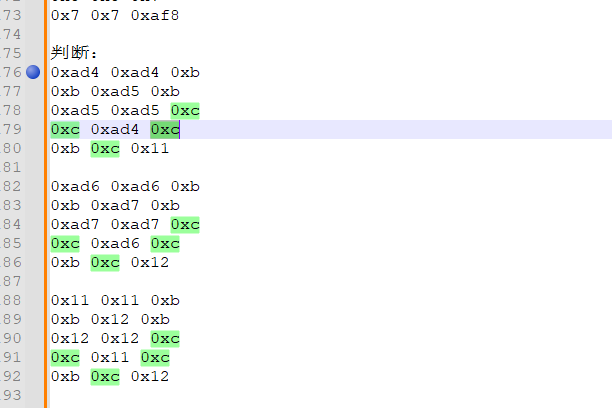 73 0x7 0x7 0xaf8
74
75 判断:
76 0xad4 0xad4 0xb
77 0xb 0xad5 0xb
78 0xad5 0xad5 0xc
79 0xc 0xad4 0xc
80 0xb 0xc 0x11
81
82 0xad6 0xad6 0xb
83 0xb 0xad7 0xb
84 0xad7 0xad7 0xc
85 0xc 0xad6 0xc
86 0xb 0xc 0x12
87
88 0x11 0x11 0xb
89 0xb 0x12 0xb
90 0x12 0x12 0xc
91 0xc 0x11 0xc
92 0xb 0xc 0x12
93